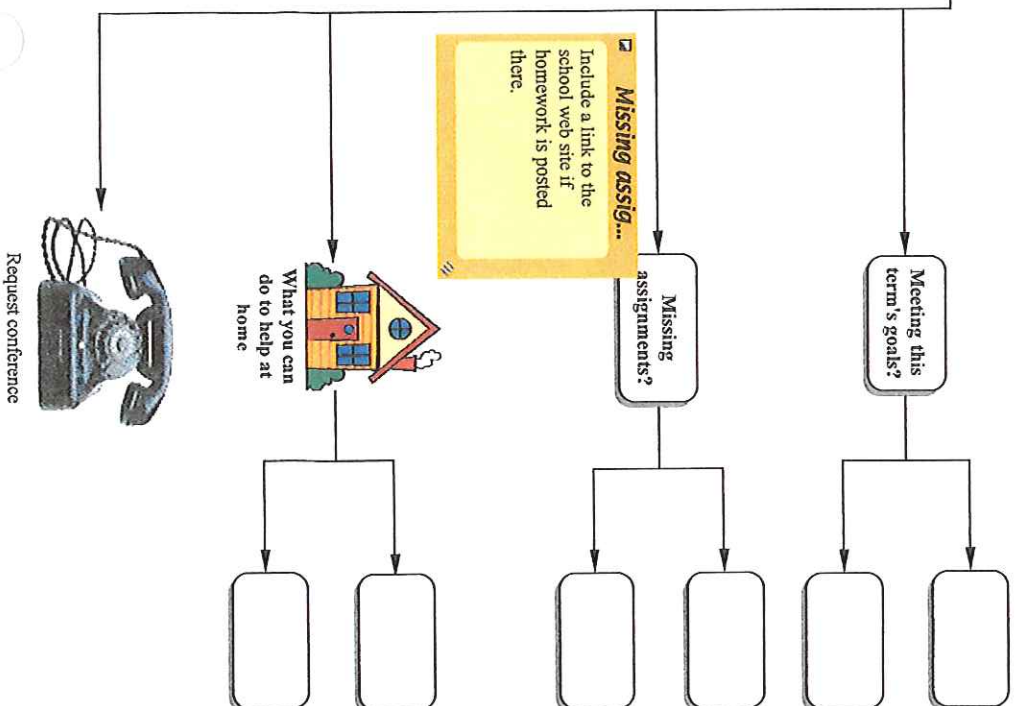 Meeting this
term's goals?
Missing assig...
Include a link to the
school web site if
homework is posted
there.
Missing
assignments?
What you can
do to help at
home
Request conference